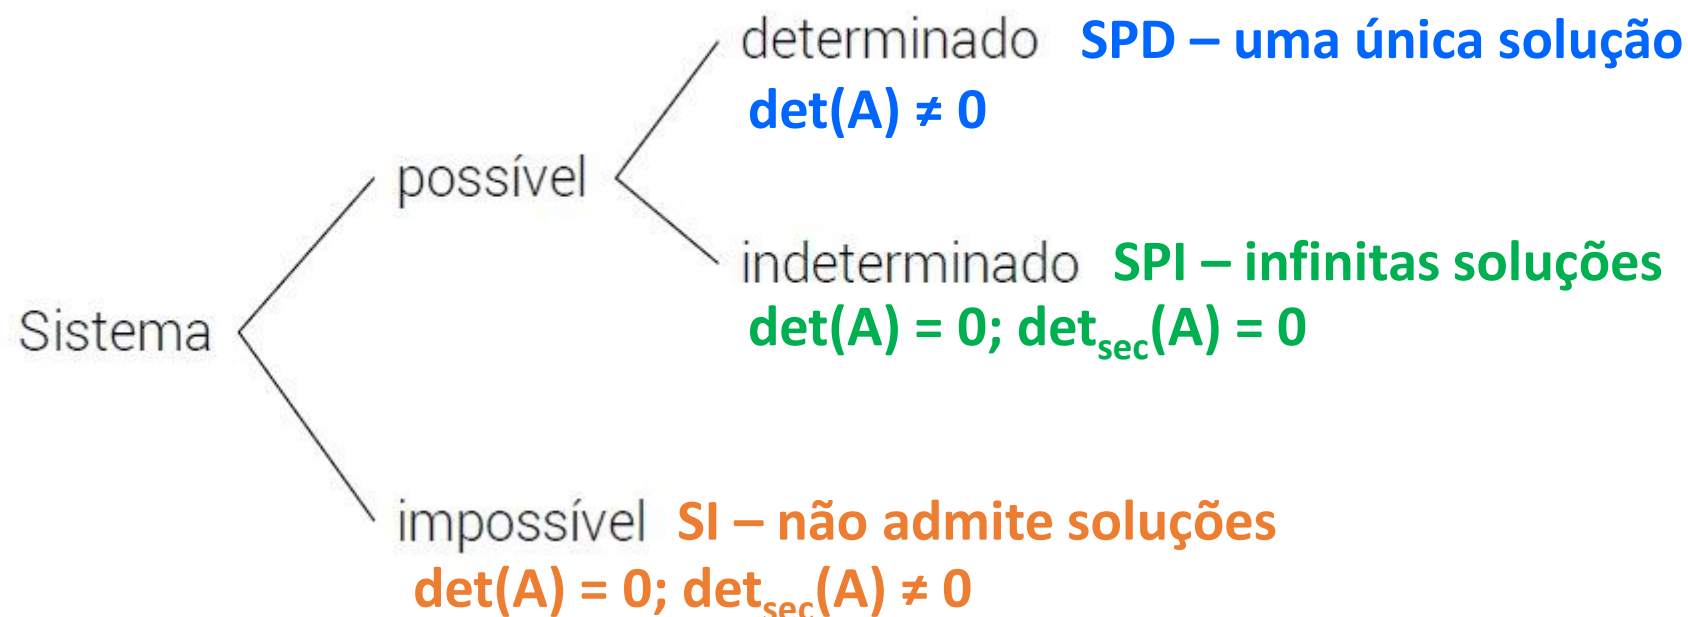 determinado SPD – uma única solução
det(A) ≠ 0
possível
indeterminado SPI – infinitas soluções
Sistema
det(A) = 0; detsec(A) = 0
impossível SI – não admite soluções
det(A) = 0; detsec(A) ≠ 0